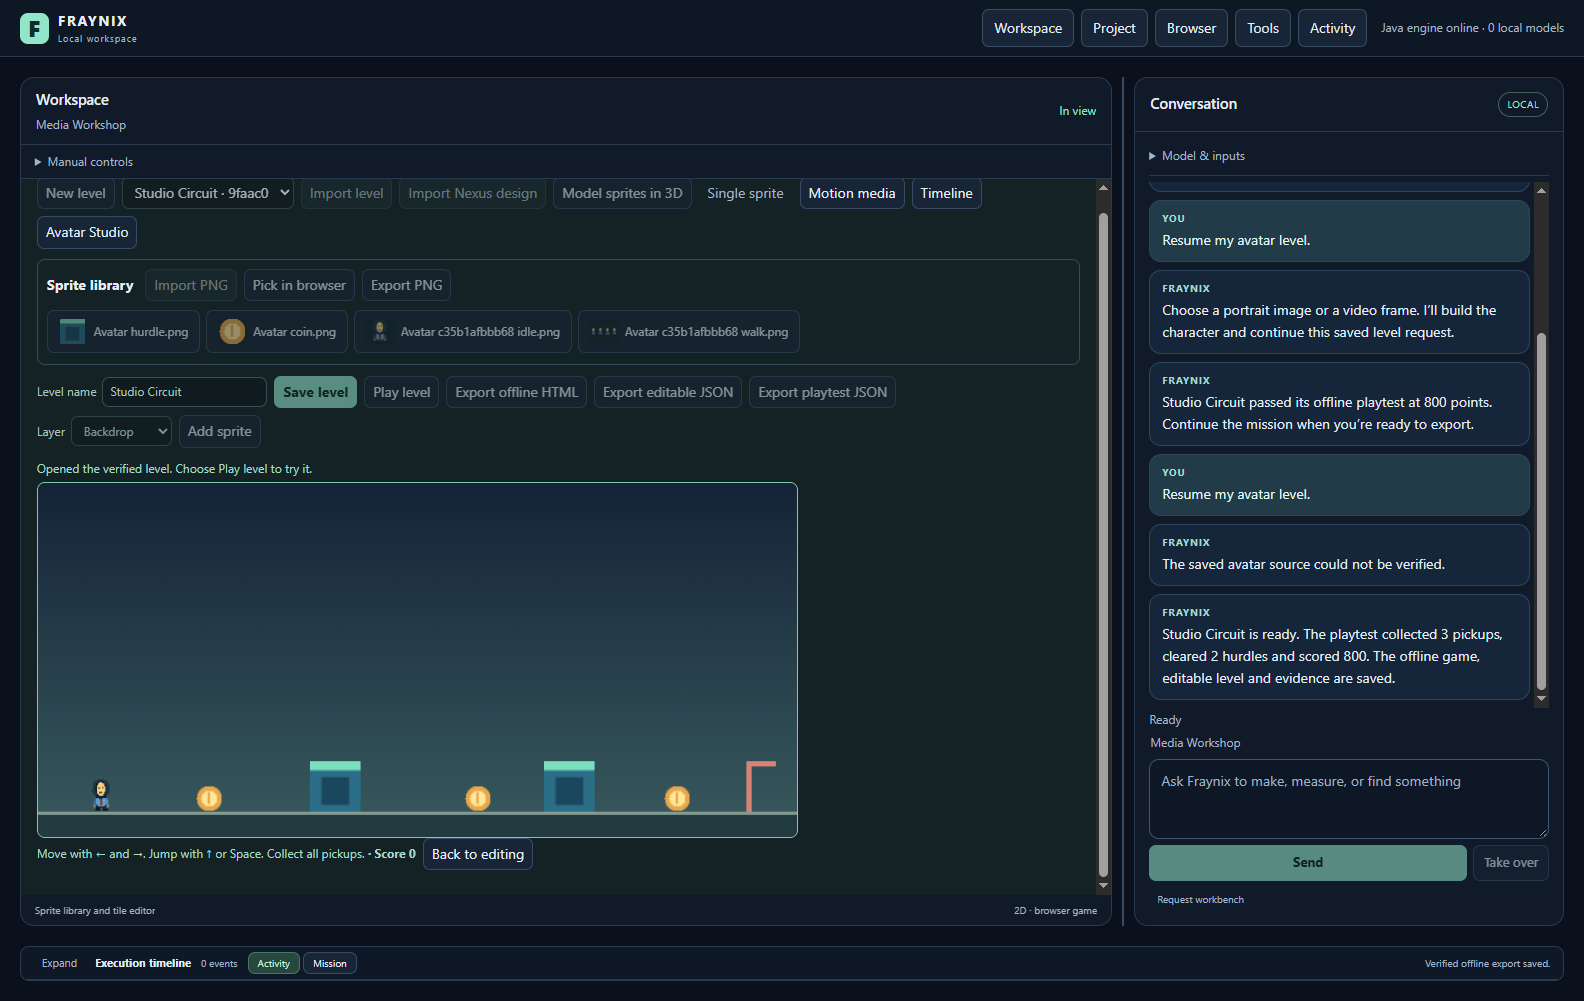 F
FRAYNIX
Local workspace
Workspace
Project
Browser
Tools
Activity
Java engine online · 0 local models
Workspace
Media Workshop
In view
Manual controls
New level
Studio Circuit · 9faac0
Import level
Import Nexus design
Model sprites in 3D
Single sprite
Motion media
Timeline
Avatar Studio
Sprite library
Import PNG
Pick in browser
Export PNG
Avatar hurdle.png
Avatar coin.png
Avatar c35b1afbbb68 idle.png
Avatar c35b1afbbb68 walk.png
Level name
Studio Circuit
Save level
Play level
Export offline HTML
Export editable JSON
Export playtest JSON
Layer
Backdrop
Add sprite
Opened the verified level. Choose Play level to try it.
Move with ← and →. Jump with ↑ or Space. Collect all pickups. · Score 0
Back to editing
Sprite library and tile editor
2D · browser game
Conversation
LOCAL
Model & inputs
YOU
Resume my avatar level.
FRAYNIX
Choose a portrait image or a video frame. I’ll build the
character and continue this saved level request.
FRAYNIX
Studio Circuit passed its offline playtest at 800 points.
Continue the mission when you’re ready to export.
YOU
Resume my avatar level.
FRAYNIX
The saved avatar source could not be verified.
FRAYNIX
Studio Circuit is ready. The playtest collected 3 pickups,
cleared 2 hurdles and scored 800. The offline game,
editable level and evidence are saved.
Ready
Media Workshop
Ask Fraynix to make, measure, or find something
Send
Take over
Request workbench
Expand
Execution timeline
0 events
Activity
Mission
Verified offline export saved.